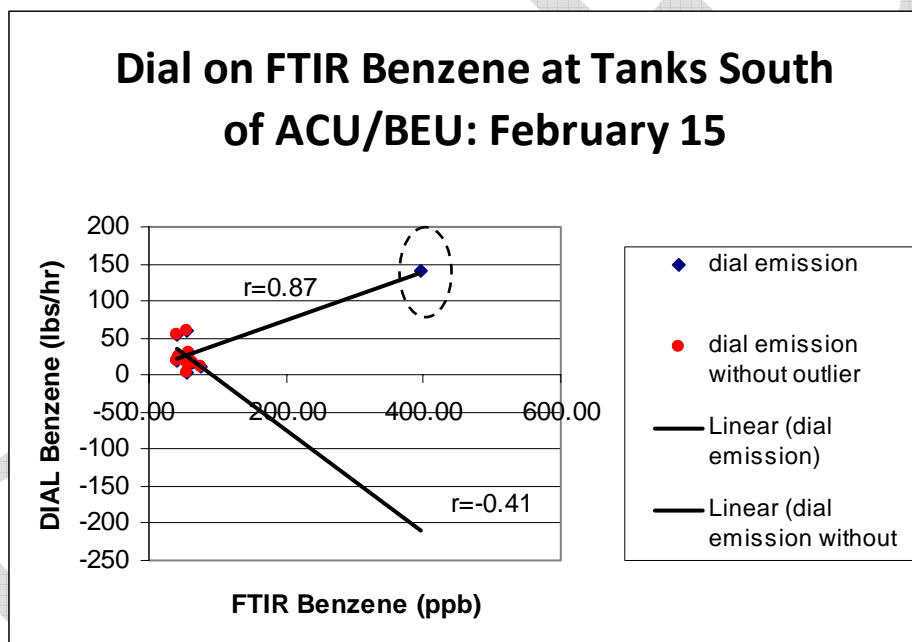 Dial on FTIR Benzene at Tanks South
of ACU/BEU: February 15
DIAL Benzene (lbs/hr)
200
150
100
50
0
-50
-100
-150
-200
-250
0.00
200.00
400.00
600.00
r=0.87
r=-0.41
FTIR Benzene (ppb)
dial emission
dial emission
without outlier
Linear (dial
emission)
Linear (dial
emission without